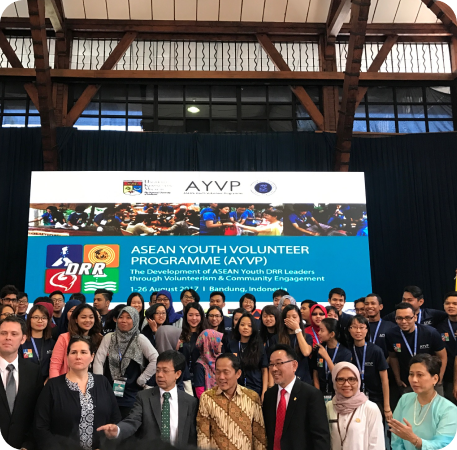 AYVP
DRR
ASEAN YOUTH VOLUNTEER
PROGRAMME (AYVP)
The Development of ASEAN Youth DRR Leaders
through Volunteerism & Community Engagement
1-26 August 2017 | Bandung, Indonesia